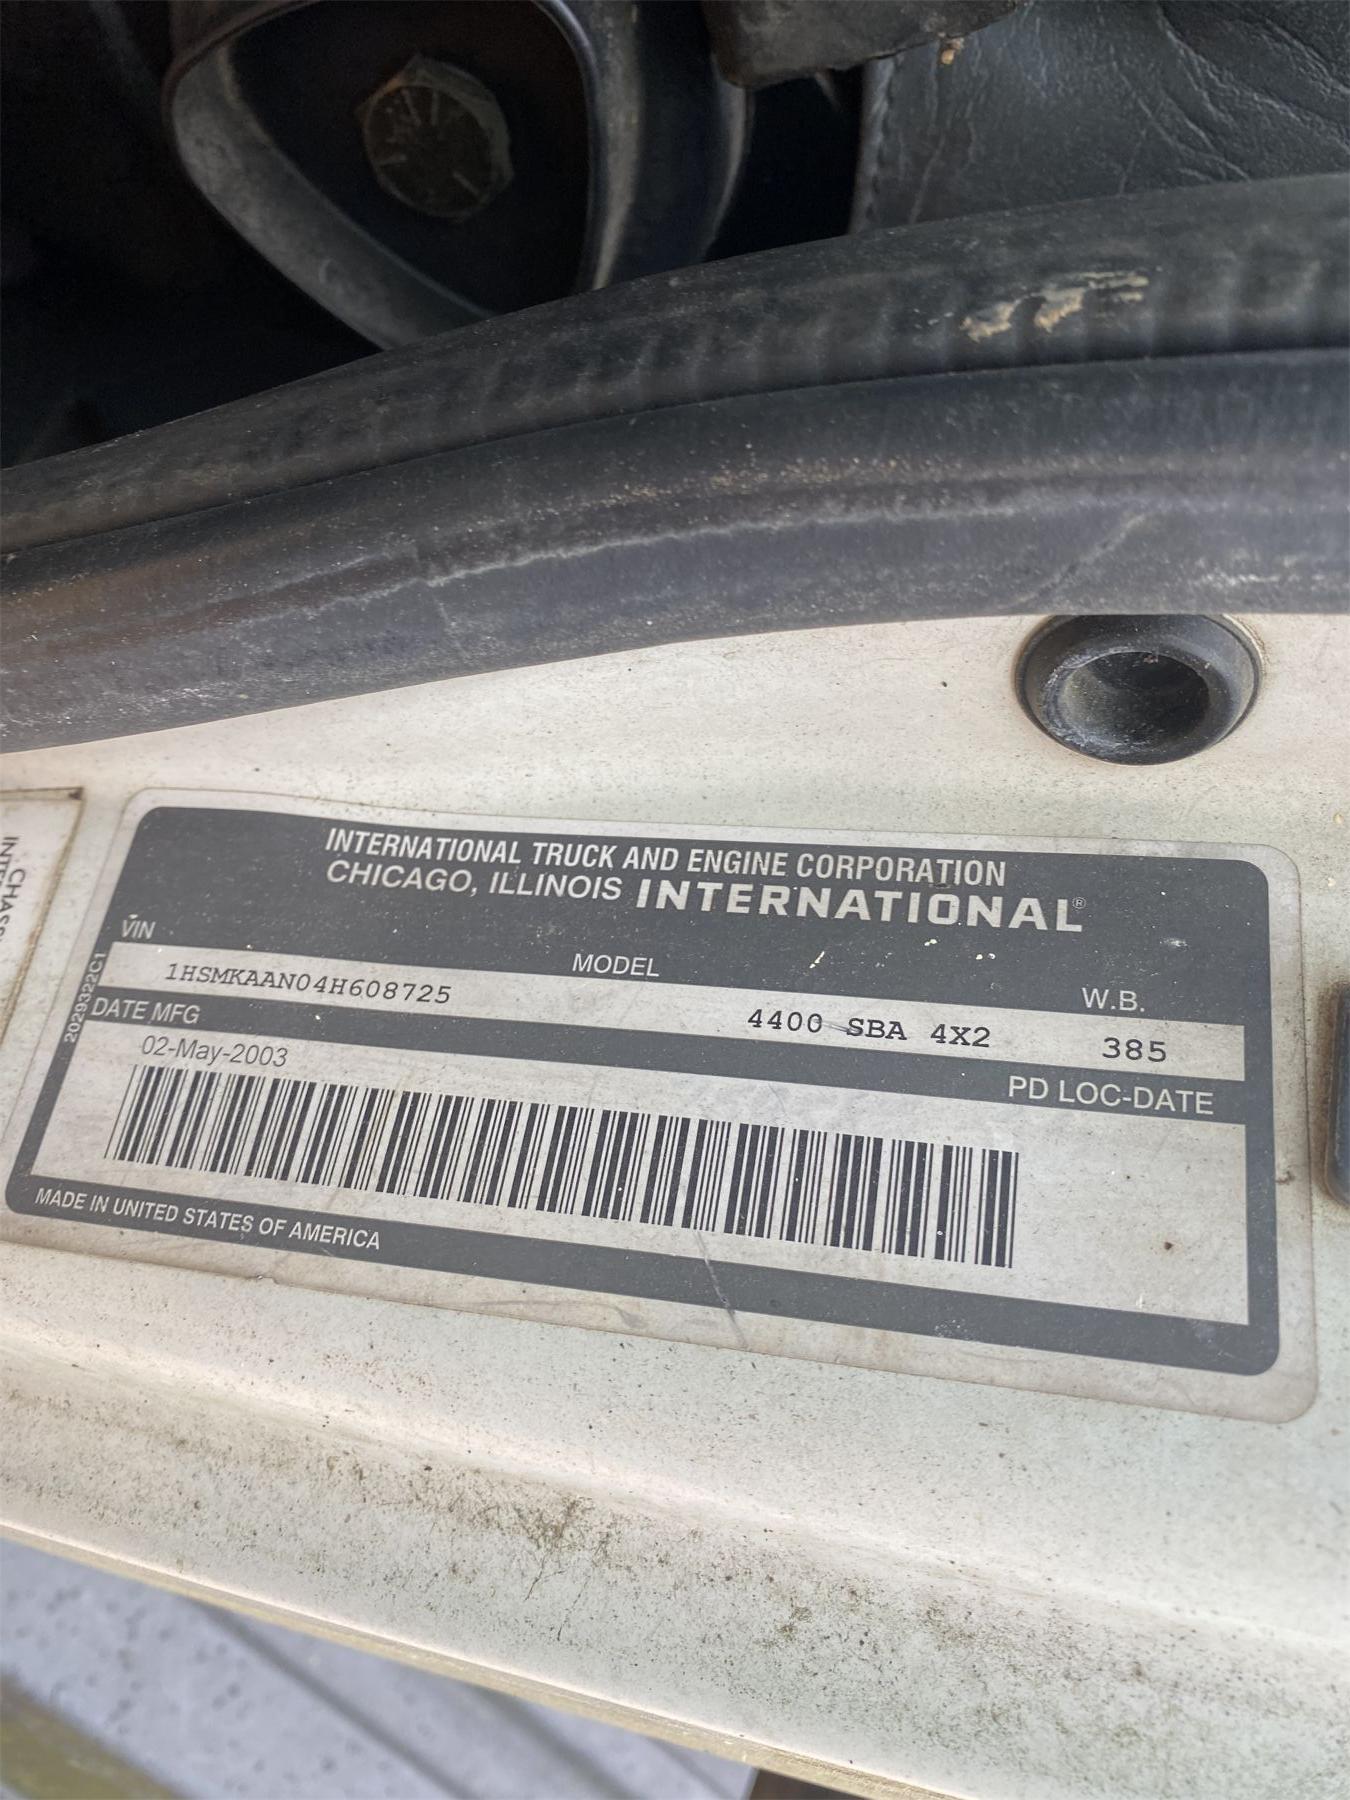 INTERNATIONAL TRUCK AND ENGINE CORPORATION
CHICAGO, ILLINOIS INTERNATIONAL®
VIN MODEL W.B.
1HSMKAAN04H608725 4400 SBA 4X2 385
DATE MFG PD LOC-DATE
02-May-2003
MADE IN UNITED STATES OF AMERICA
2029322C1